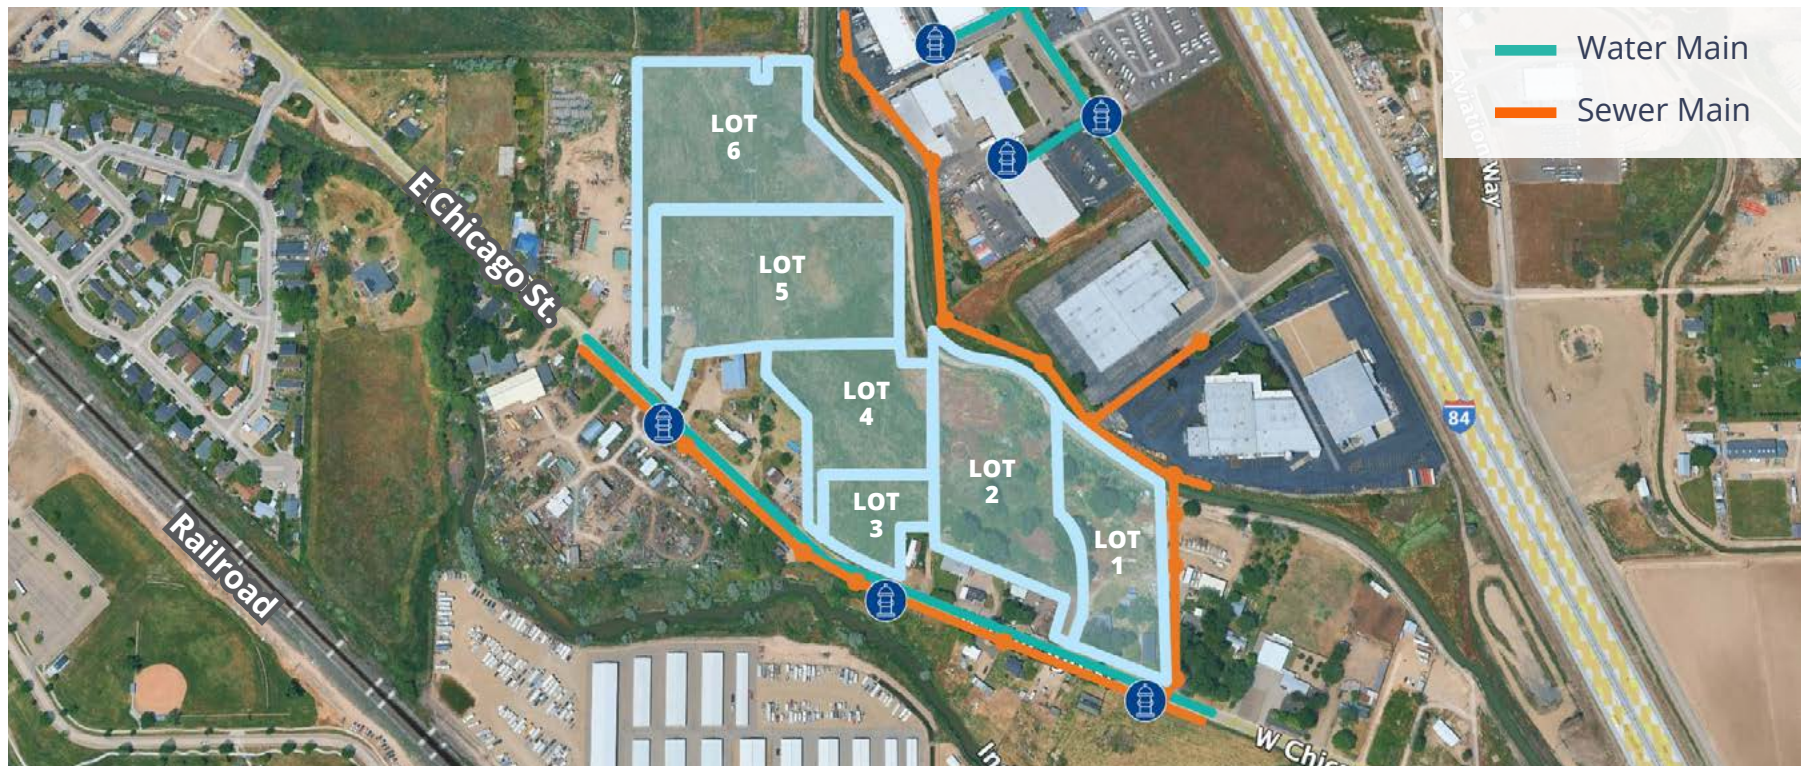 Water Main
Sewer Main
Aviation Way
LOT
6
E Chicago St.
LOT
5
LOT
4
84
LOT
2
LOT
3
LOT
1
Railroad
W Chic
In